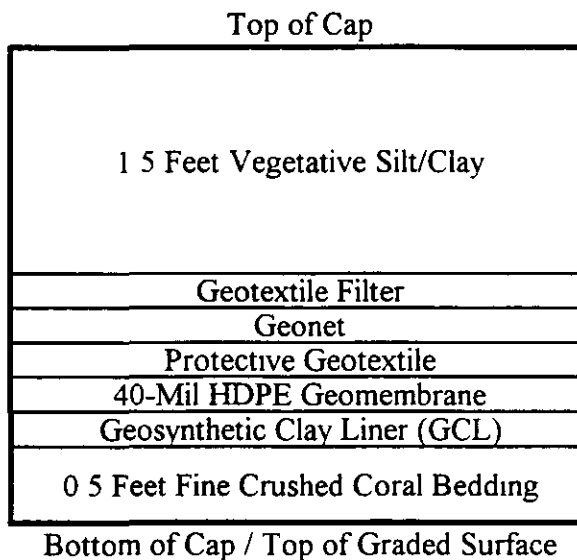 Top of Cap
1 5 Feet Vegetative Silt/Clay
Geotextile Filter
Geonet
Protective Geotextile
40-Mil HDPE Geomembrane
Geosynthetic Clay Liner (GCL)
0 5 Feet Fine Crushed Coral Bedding
Bottom of Cap / Top of Graded Surface